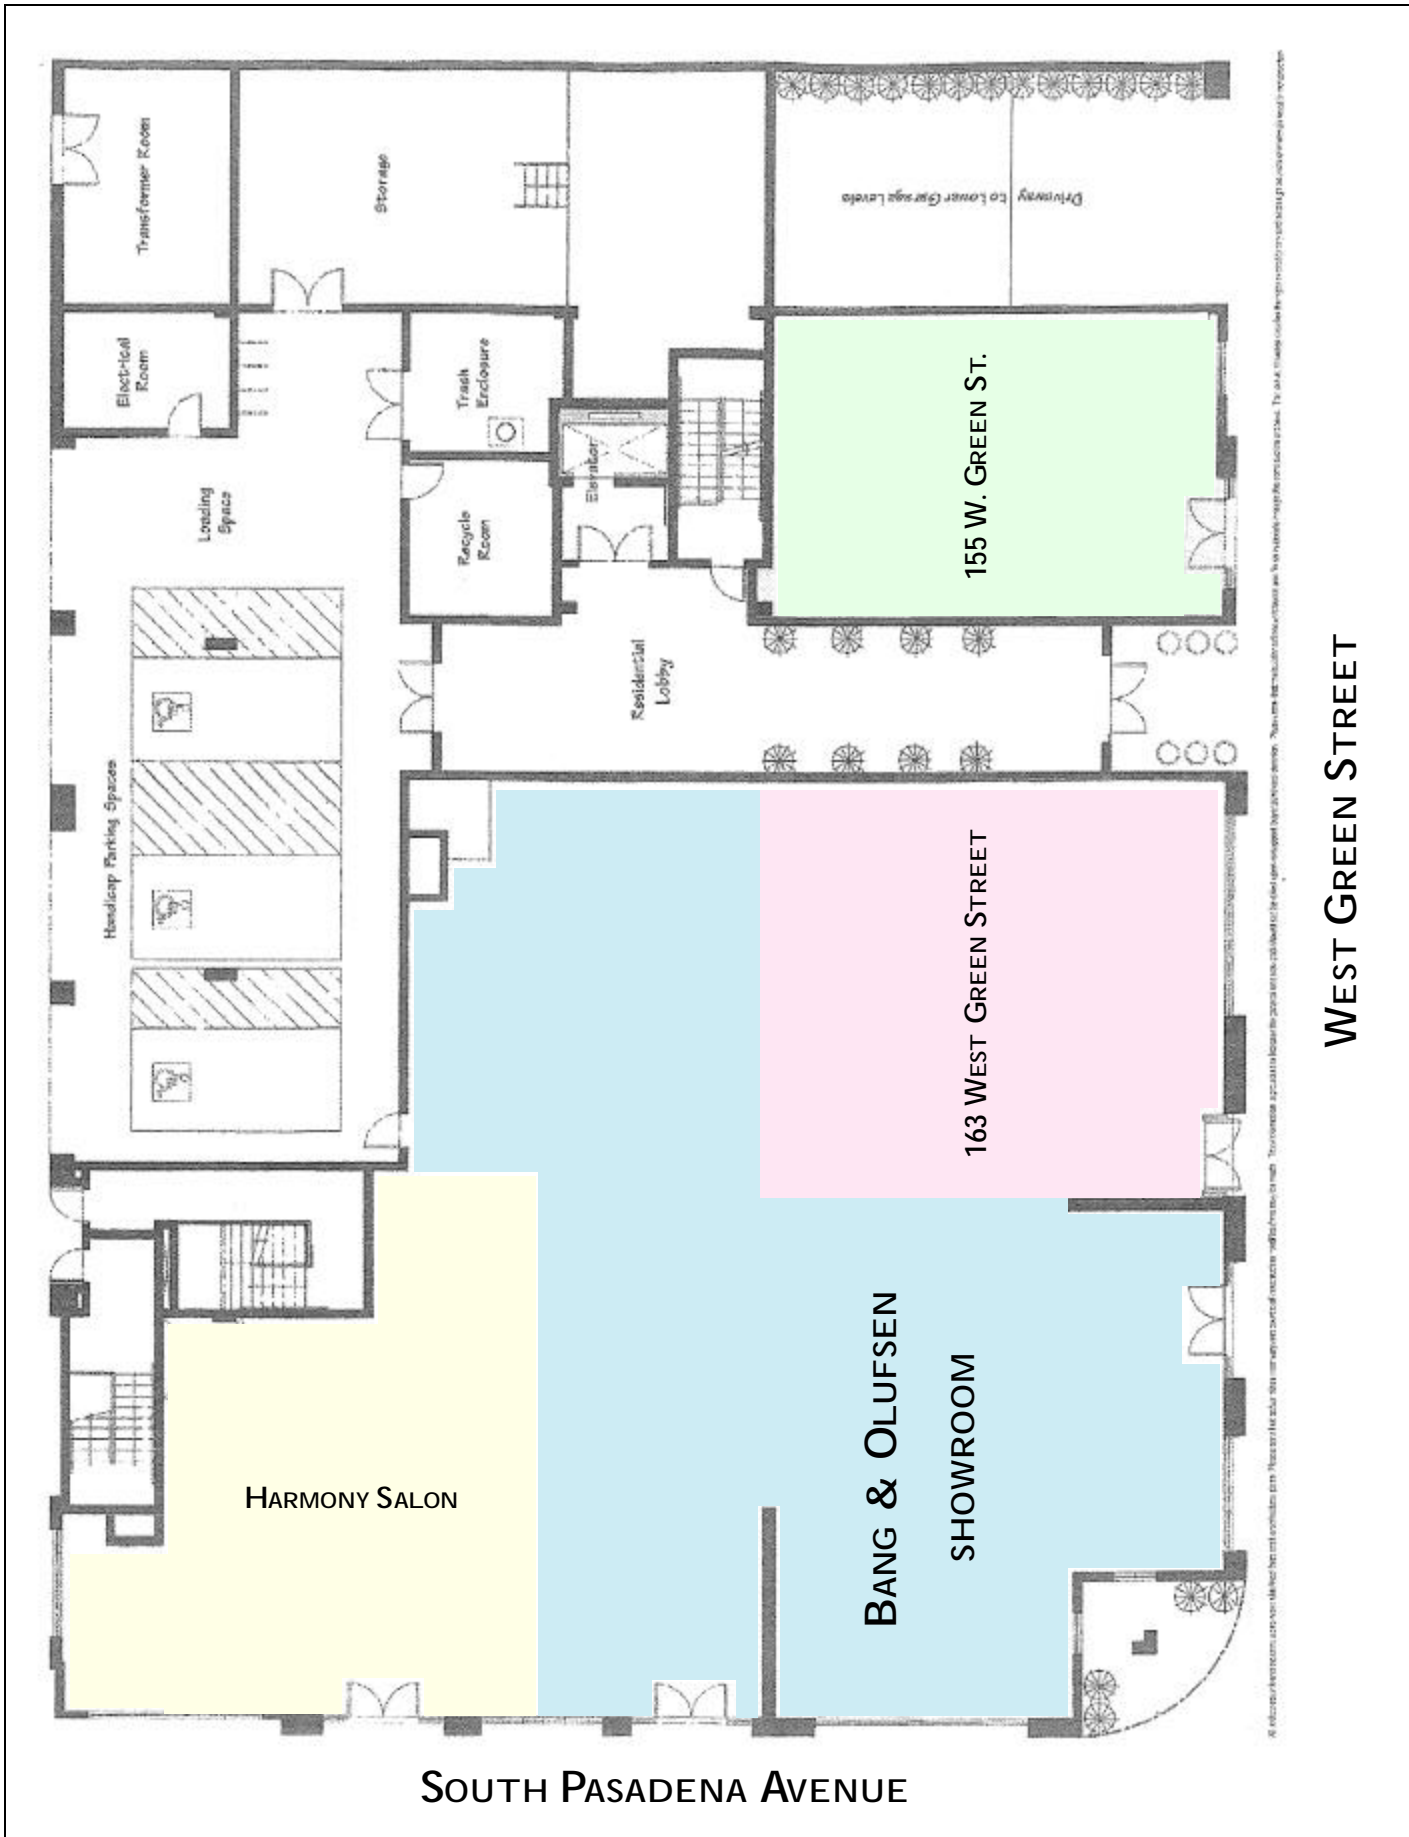 Transformer Room
Storage
Driveway to Lower Garage Levels
Electrical
Room
Trash
Enclosure
Elevator
Loading
Space
Recycle
Room
155 W. GREEN ST.
Residential
Lobby
Handicap Parking Spaces
163 WEST GREEN STREET
WEST GREEN STREET
HARMONY SALON
BANG & OLUFSEN
SHOWROOM
SOUTH PASADENA AVENUE